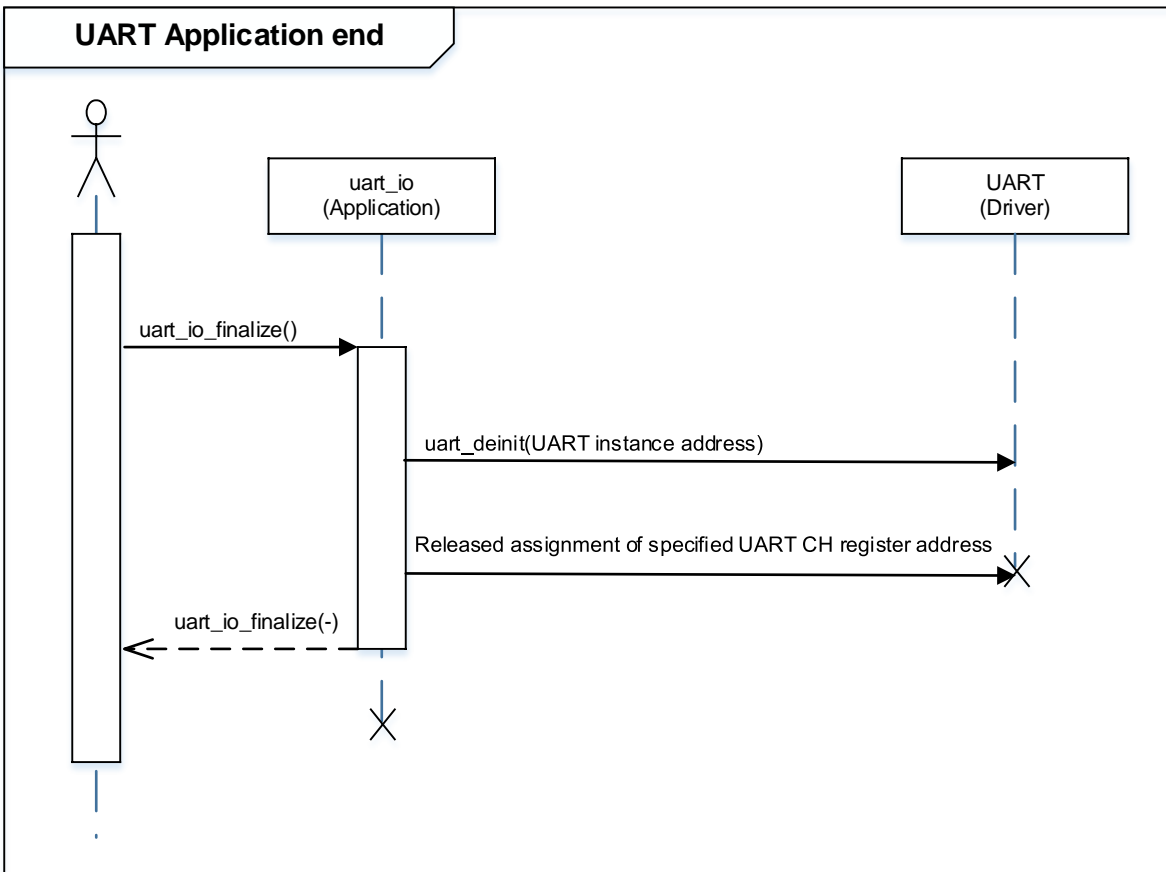 UART Application end
uart_io
(Application)
UART
(Driver)
uart_io_finalize()
uart_deinit(UART instance address)
Released assignment of specified UART CH register address
uart_io_finalize(-)